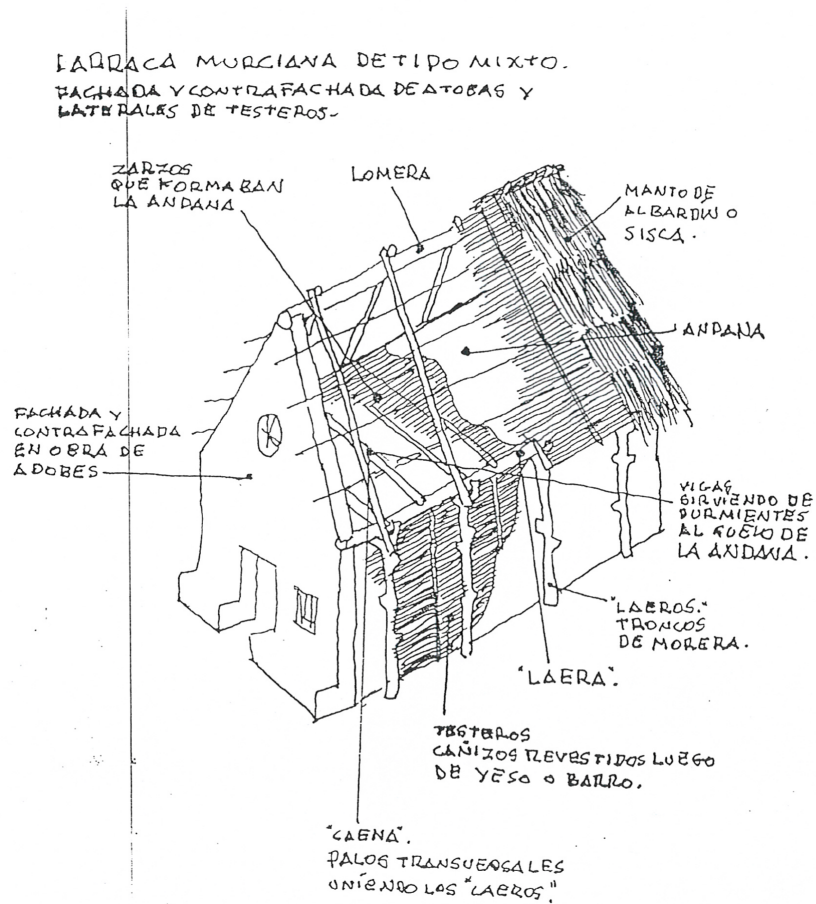 BARRACA MURCIANA DE TIPO MIXTO.
FACHADA Y CONTRAFACHADA DE ATOBAS Y
LATERALES DE TESTEROS-
ZARZOS
QUE FORMABAN
LA ANDANA
LOMERA
MANTO DE
ALBARDÍN O
SISCA.
ANDANA
FACHADA Y
CONTRAFACHADA
EN OBRA DE
ADOBES
VIGAS
SIRVIENDO DE
DURMIENTES
AL SUELO DE
LA ANDANA.
"LAEROS."
TRONCOS
DE MORERA.
"LAERA".
TESTEROS
CAÑIZOS REVESTIDOS LUEGO
DE YESO O BARRO.
"CAENA".
PALOS TRANSVERSALES
UNIENDO LOS "LAEROS".